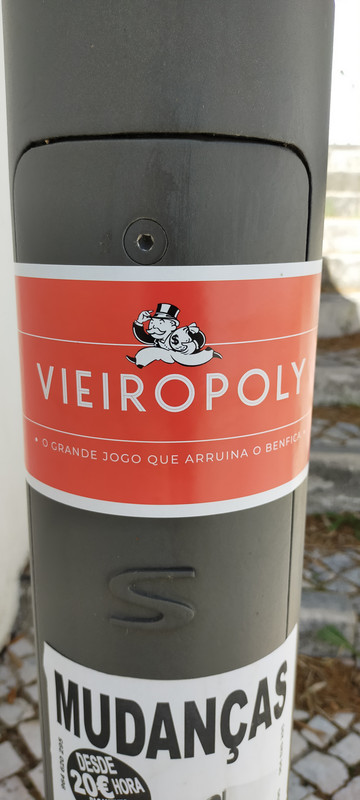 $
VIEIROPOLY
• O GRANDE JOGO QUE ARRUINA O BENFICA
S
MUDANÇAS
DESDE
20€ HORA